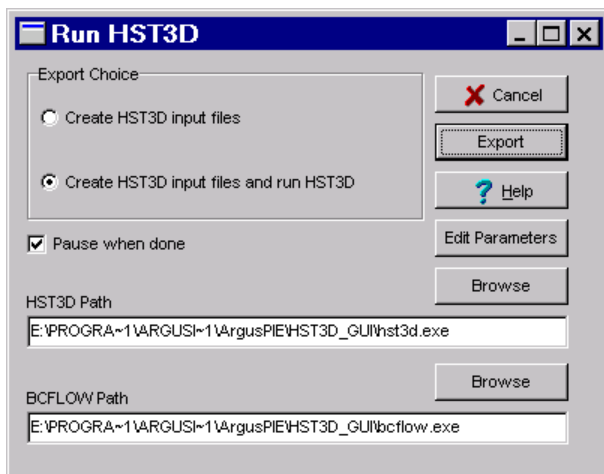 Run HST3D
Export Choice
Create HST3D input files
Create HST3D input files and run HST3D
Pause when done
Cancel
Export
Help
Edit Parameters
Browse
HST3D Path
E:\PROGRA~1\ARGUSI~1\ArgusPIE\HST3D_GUI\hst3d.exe
Browse
BCFLOW Path
E:\PROGRA~1\ARGUSI~1\ArgusPIE\HST3D_GUI\bcflow.exe